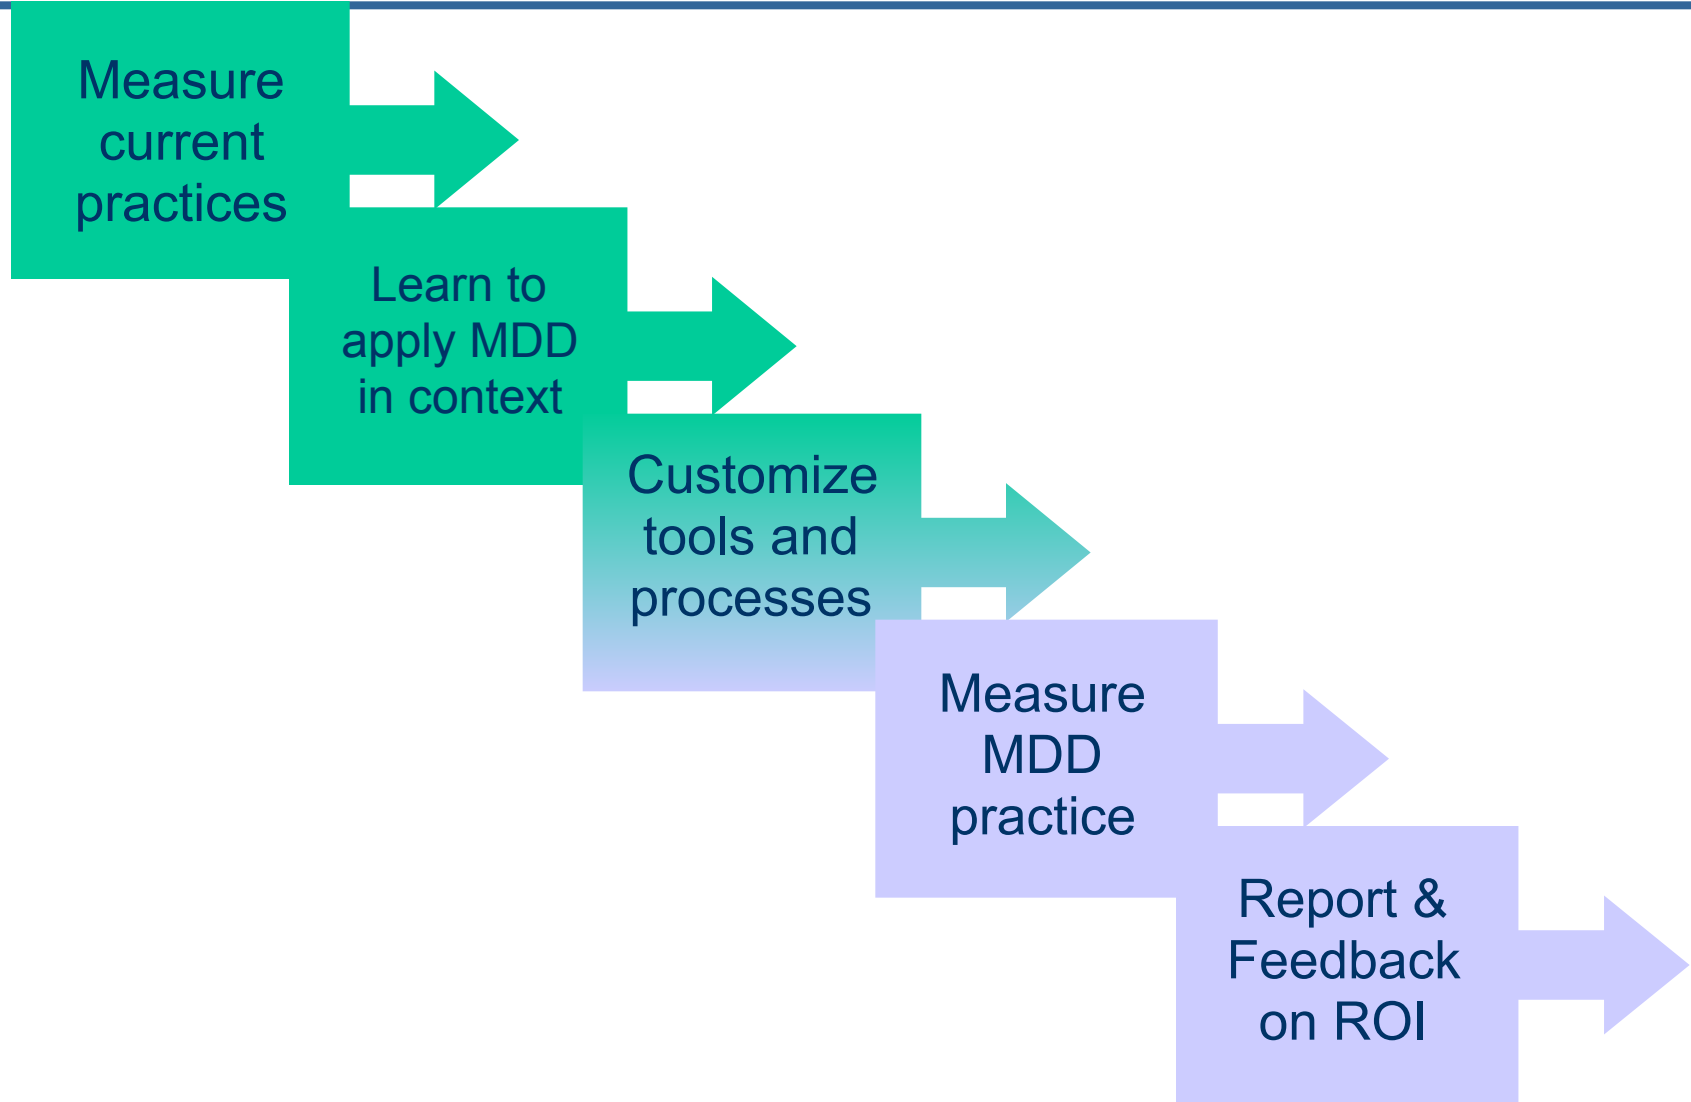 Measure
current
practices
Learn to
apply MDD
in context
Customize
tools and
processes
Measure
MDD
practice
Report &
Feedback
on ROI